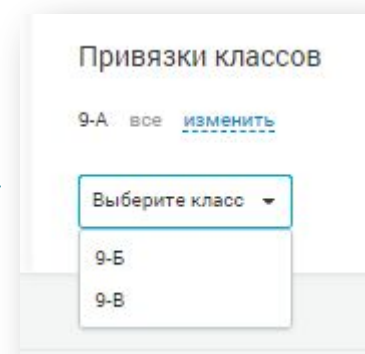 Привязки классов
9-А все изменить
Выберите класс
9-Б
9-В